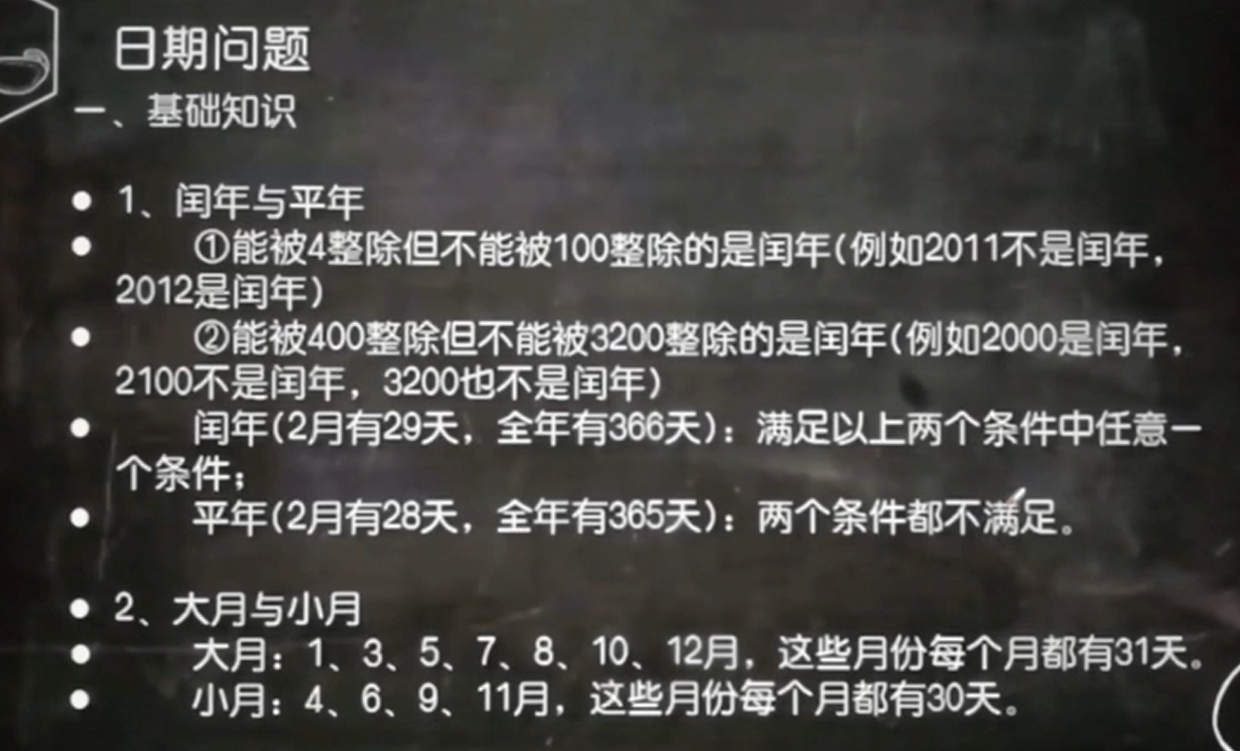 日期问题
一、基础知识
● 1、闰年与平年
● ①能被4整除但不能被100整除的是闰年(例如2011不是闰年,
2012是闰年)
● ②能被400整除但不能被3200整除的是闰年(例如2000是闰年,
2100不是闰年，3200也不是闰年)
● 闰年(2月有29天，全年有366天)：满足以上两个条件中任意一
个条件；
● 平年(2月有28天，全年有365天)：两个条件都不满足。
● 2、大月与小月
● 大月：1、3、5、7、8、10、12月，这些月份每个月都有31天。
● 小月：4、6、9、11月，这些月份每个月都有30天。